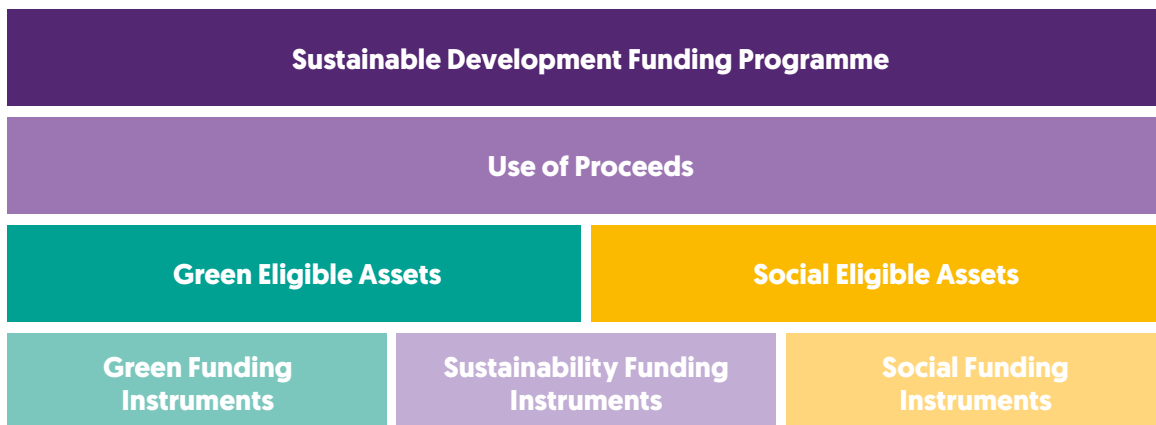 Sustainable Development Funding Programme
Use of Proceeds
Green Eligible Assets
Social Eligible Assets
Green Funding
Instruments
Sustainability Funding
Instruments
Social Funding
Instruments